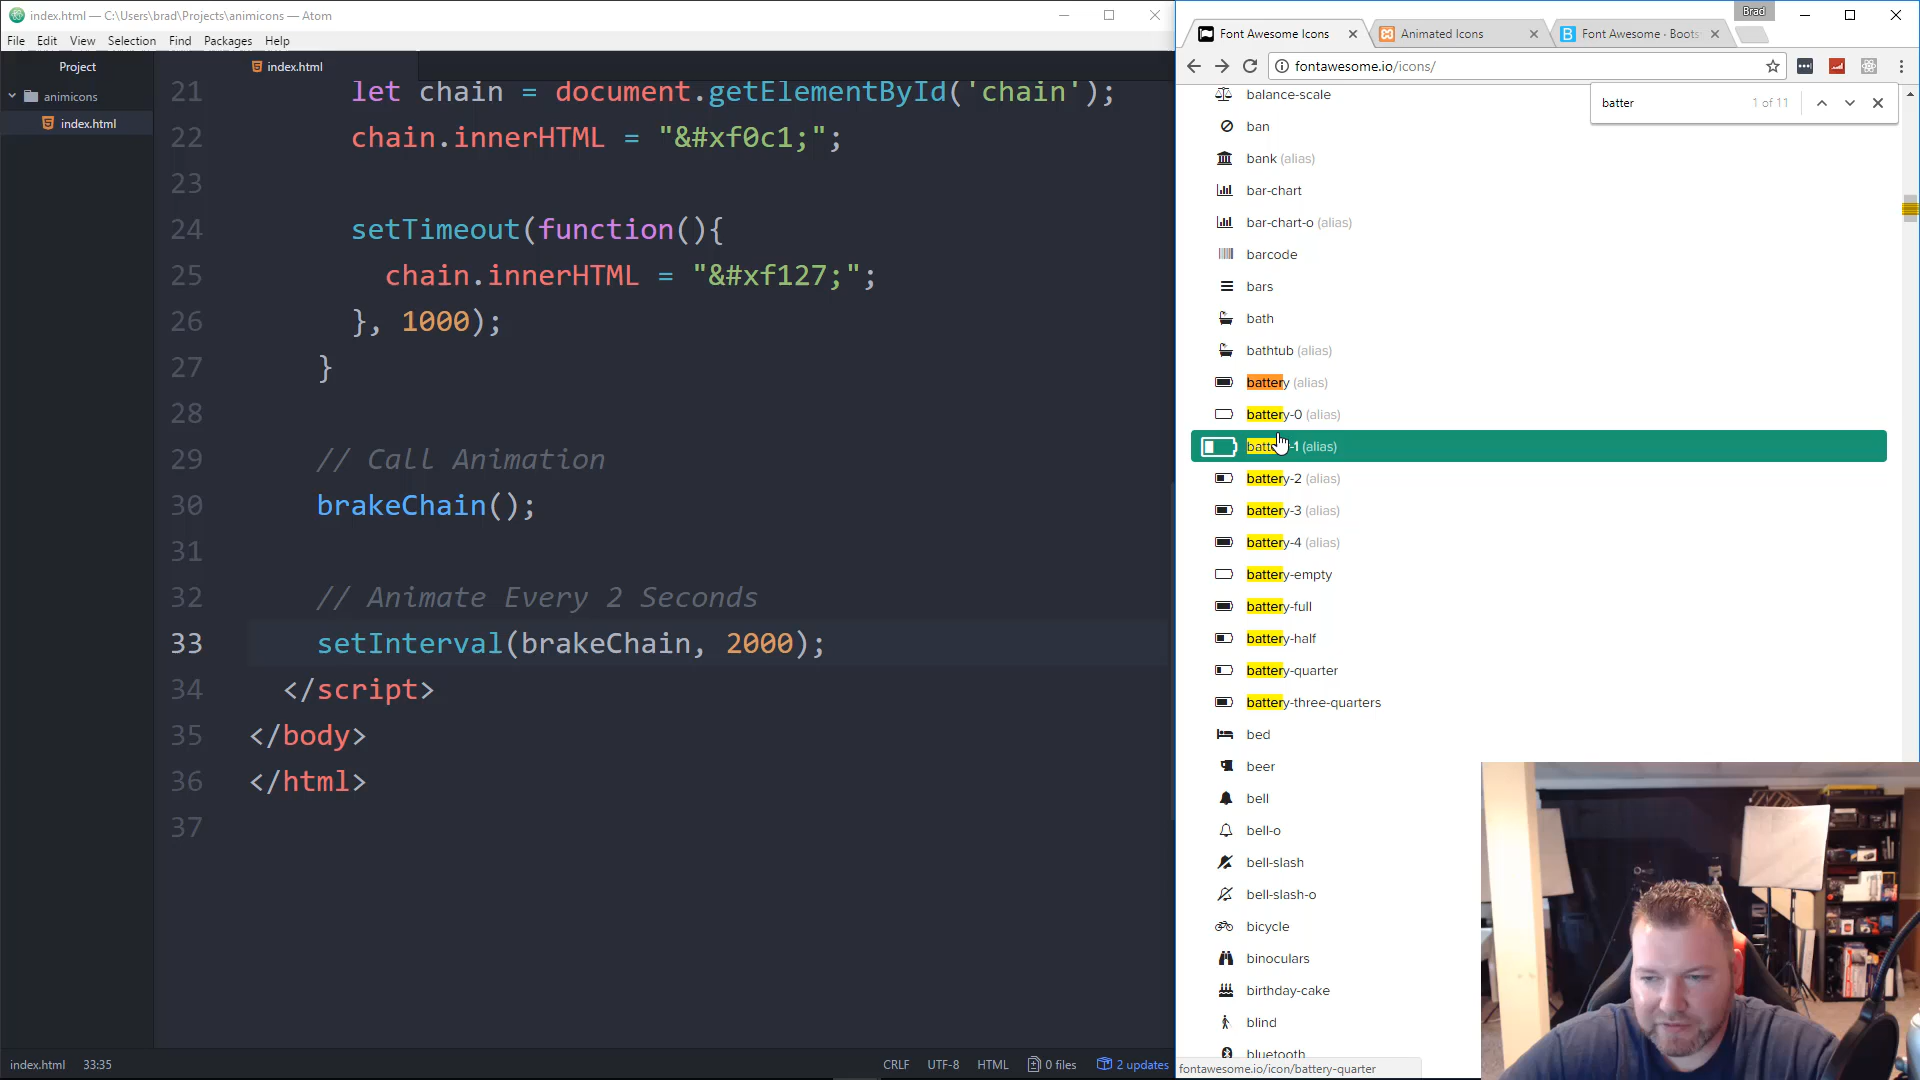 index.html — C:\Users\brad\Projects\animicons — Atom
File Edit View Selection Find Packages Help
Project
animicons
index.html
index.html
21 let chain = document.getElementById('chain');
22 chain.innerHTML = "&#xf0c1;";
23
24 setTimeout(function(){
25 chain.innerHTML = "&#xf127;";
26 }, 1000);
27 }
28
29 // Call Animation
30 brakeChain();
31
32 // Animate Every 2 Seconds
33 setInterval(brakeChain, 2000);
34 </script>
35 </body>
36 </html>
37
index.html 33:35 CRLF UTF-8 HTML 0 files 2 updates
Brad
Font Awesome Icons Animated Icons Font Awesome · Boots
fontawesome.io/icons/
batter 1 of 11
balance-scale
ban
bank (alias)
bar-chart
bar-chart-o (alias)
barcode
bars
bath
bathtub (alias)
battery (alias)
battery-0 (alias)
-1 (alias)
battery-2 (alias)
battery-3 (alias)
battery-4 (alias)
battery-empty
battery-full
battery-half
battery-quarter
battery-three-quarters
bed
beer
bell
bell-o
bell-slash
bell-slash-o
bicycle
binoculars
birthday-cake
blind
bluetooth
fontawesome.io/icon/battery-quarter